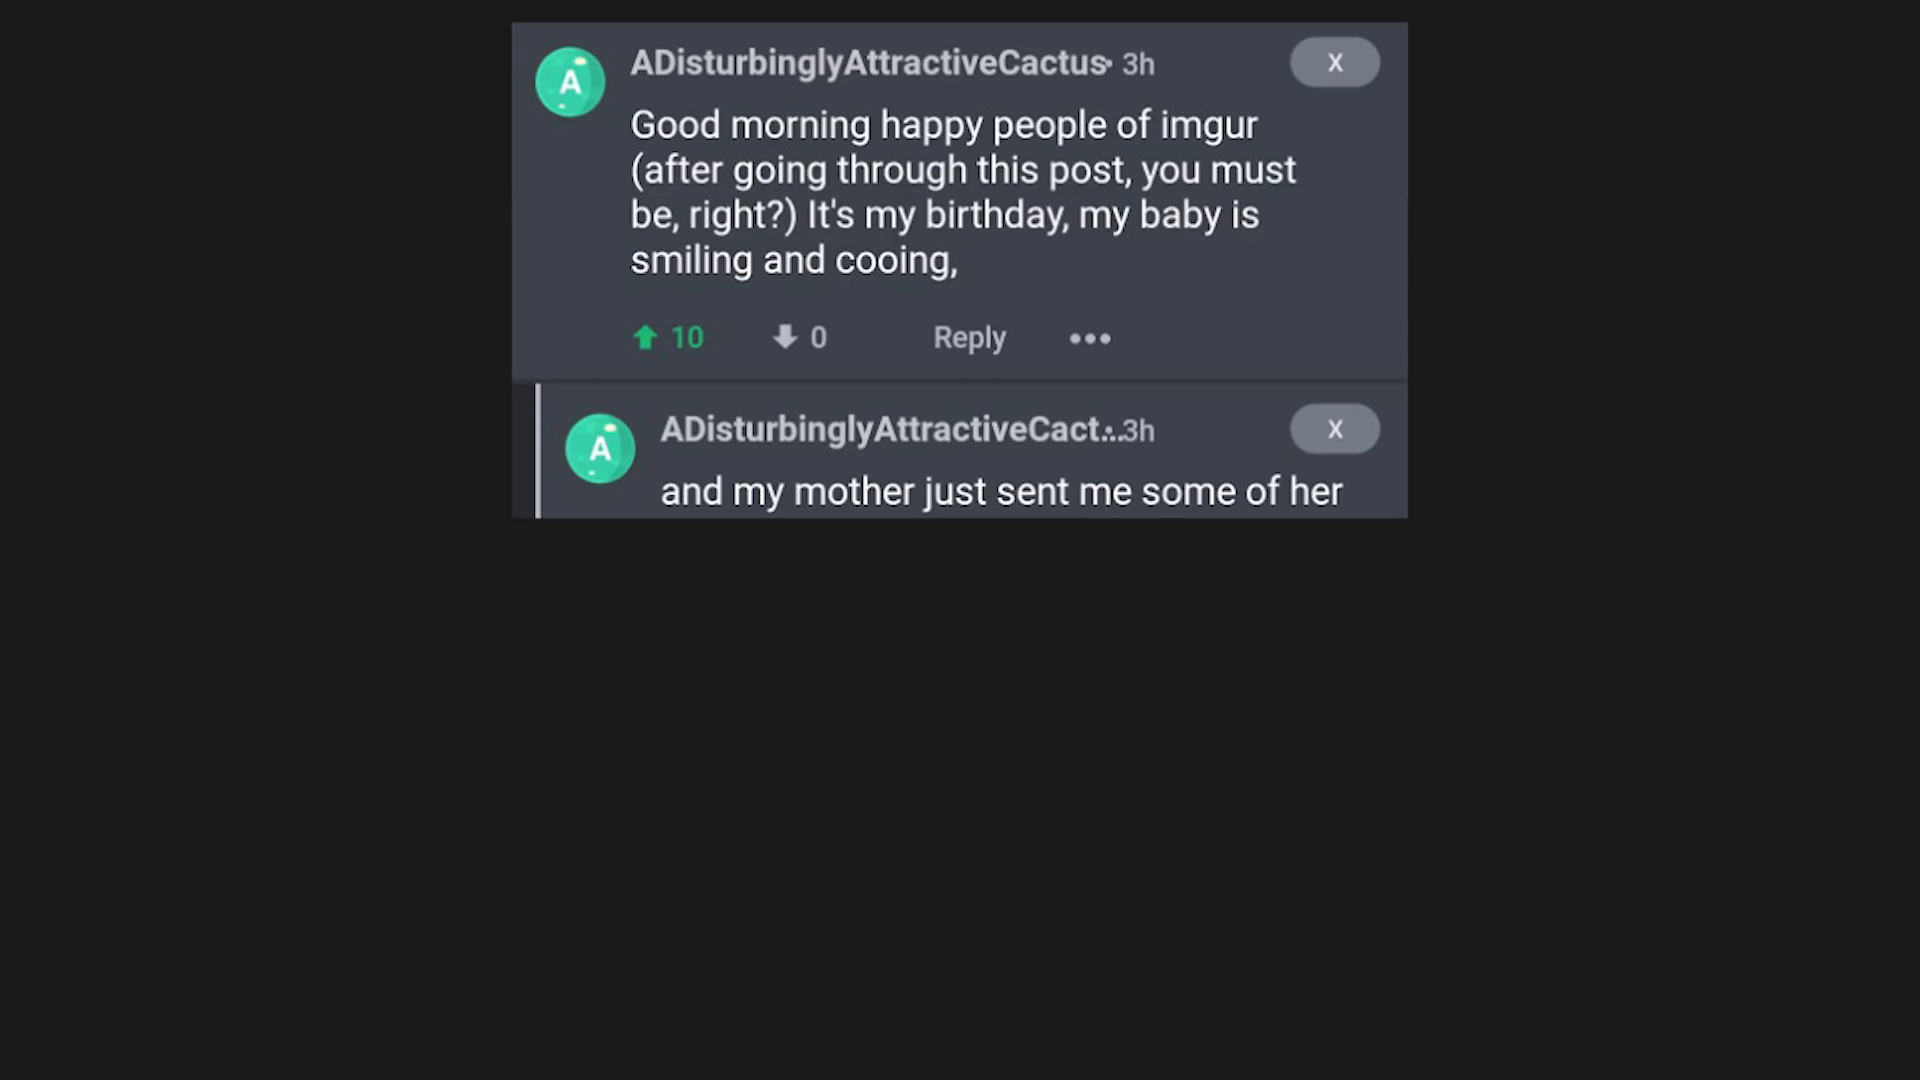 A
ADisturbinglyAttractiveCactus • 3h
X
Good morning happy people of imgur
(after going through this post, you must
be, right?) It's my birthday, my baby is
smiling and cooing,
10 0 Reply •••
A
ADisturbinglyAttractiveCact... • 3h
X
and my mother just sent me some of her